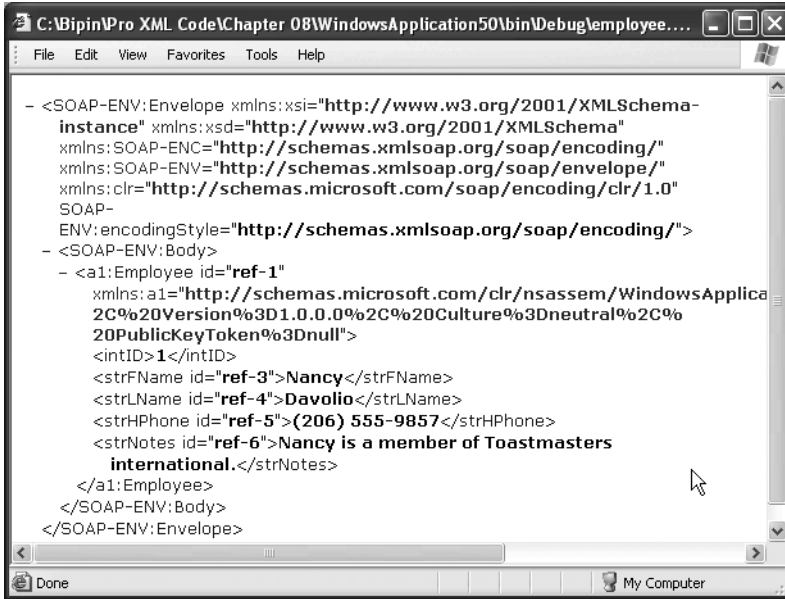 C:\Bipin\Pro XML Code\Chapter 08\WindowsApplication50\bin\Debug\employee....
File Edit View Favorites Tools Help
- <SOAP-ENV:Envelope xmlns:xsi="http://www.w3.org/2001/XMLSchema-
instance" xmlns:xsd="http://www.w3.org/2001/XMLSchema"
xmlns:SOAP-ENC="http://schemas.xmlsoap.org/soap/encoding/"
xmlns:SOAP-ENV="http://schemas.xmlsoap.org/soap/envelope/"
xmlns:clr="http://schemas.microsoft.com/soap/encoding/clr/1.0"
SOAP-
ENV:encodingStyle="http://schemas.xmlsoap.org/soap/encoding/">
- <SOAP-ENV:Body>
- <a1:Employee id="ref-1"
xmlns:a1="http://schemas.microsoft.com/clr/nsassem/WindowsApplica
2C%20Version%3D1.0.0.0%2C%20Culture%3Dneutral%2C%
20PublicKeyToken%3Dnull">
<intID>1</intID>
<strFName id="ref-3">Nancy</strFName>
<strLName id="ref-4">Davolio</strLName>
<strHPhone id="ref-5">(206) 555-9857</strHPhone>
<strNotes id="ref-6">Nancy is a member of Toastmasters
international.</strNotes>
</a1:Employee>
</SOAP-ENV:Body>
</SOAP-ENV:Envelope>
Done My Computer